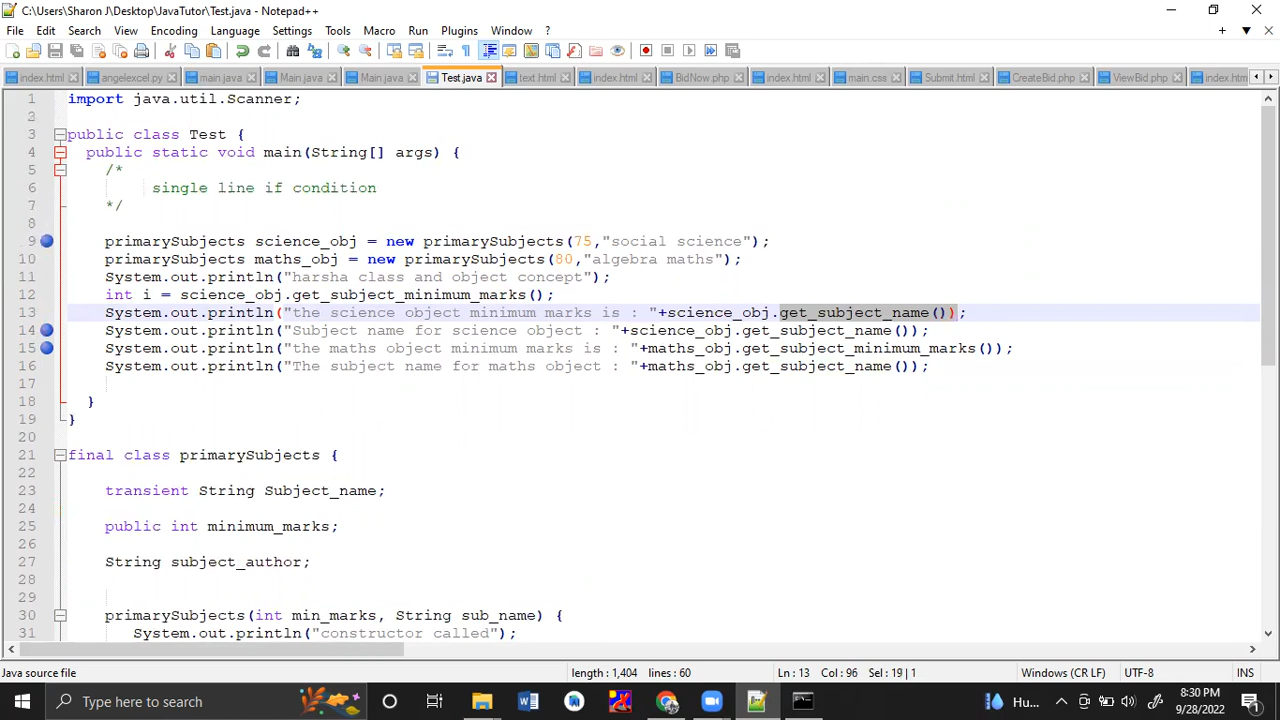 C:\Users\Sharon J\Desktop\JavaTutor\Test.java - Notepad++
File Edit Search View Encoding Language Settings Tools Macro Run Plugins Window ?
index.html angelexcel.py main.java Main.java Main.java Test.java text.html index.html BidNow.php index.html main.css Submit.html CreateBid.php ViewBid.php index.htm
1 import java.util.Scanner;
2
3 public class Test {
4 public static void main(String[] args) {
5 /*
6 single line if condition
7 */
8
9 primarySubjects science_obj = new primarySubjects(75,"social science");
10 primarySubjects maths_obj = new primarySubjects(80,"algebra maths");
11 System.out.println("harsha class and object concept");
12 int i = science_obj.get_subject_minimum_marks();
13 System.out.println("the science object minimum marks is : "+science_obj.get_subject_name());
14 System.out.println("Subject name for science object : "+science_obj.get_subject_name());
15 System.out.println("the maths object minimum marks is : "+maths_obj.get_subject_minimum_marks());
16 System.out.println("The subject name for maths object : "+maths_obj.get_subject_name());
17
18 }
19 }
20
21 final class primarySubjects {
22
23 transient String Subject_name;
24
25 public int minimum_marks;
26
27 String subject_author;
28
29
30 primarySubjects(int min_marks, String sub_name) {
31 System.out.println("constructor called");
Java source file length : 1,404 lines : 60 Ln : 13 Col : 96 Sel : 19 | 1 Windows (CR LF) UTF-8 INS
Type here to search Hu... 8:30 PM
9/28/2022